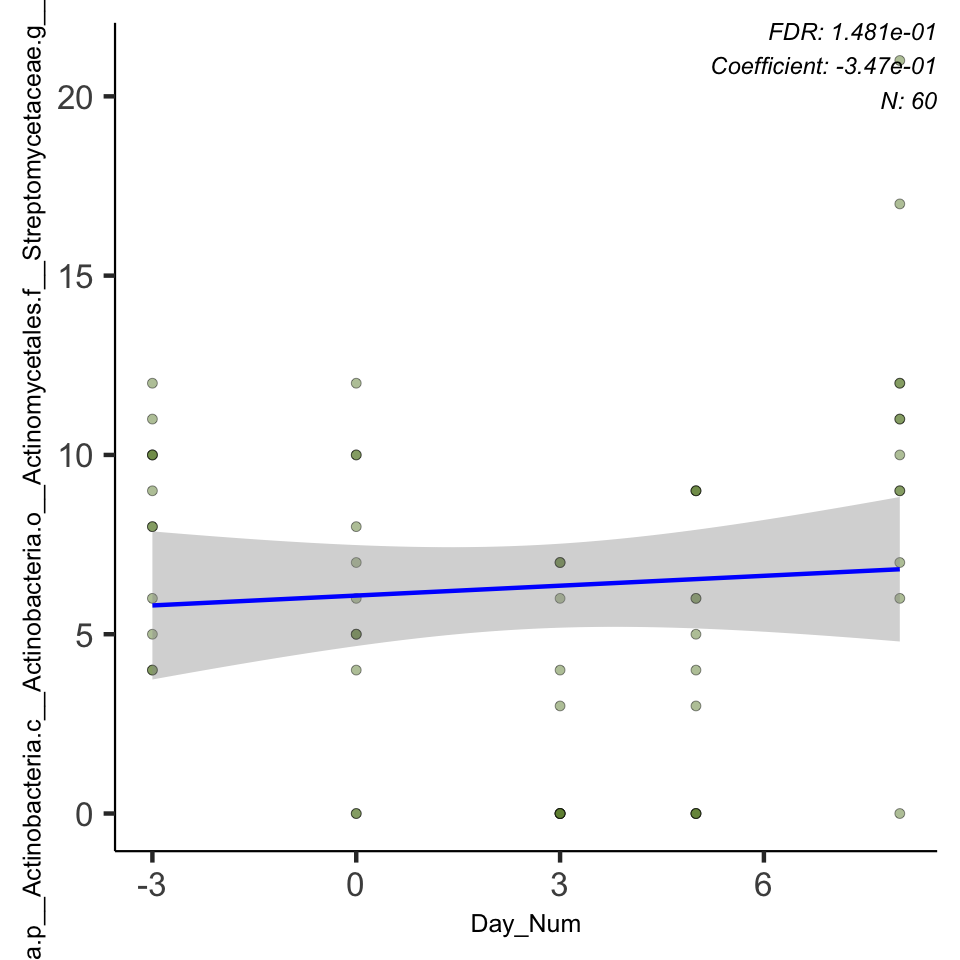 FDR: 1.481e-01
Coefficient: -3.47e-01
N: 60
a.p__Actinobacteria.c__Actinobacteria.o__Actinomycetales.f__Streptomycetaceae.g__
20
15
10
5
0
-3 0 3 6
Day_Num